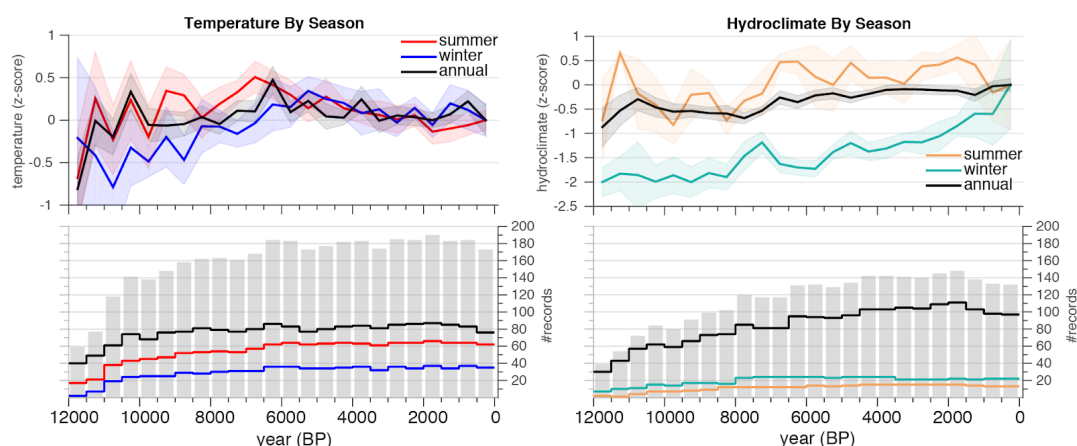 Temperature By Season
temperature (z-score)
1
0.5
0
-0.5
-1
summer
winter
annual
200
180
160
140
120
100
80
60
40
20
#records
12000 10000 8000 6000 4000 2000 0
year (BP)
Hydroclimate By Season
hydroclimate (z-score)
1
0.5
0
-0.5
-1
-1.5
-2
-2.5
summer
winter
annual
200
180
160
140
120
100
80
60
40
20
#records
12000 10000 8000 6000 4000 2000 0
year (BP)